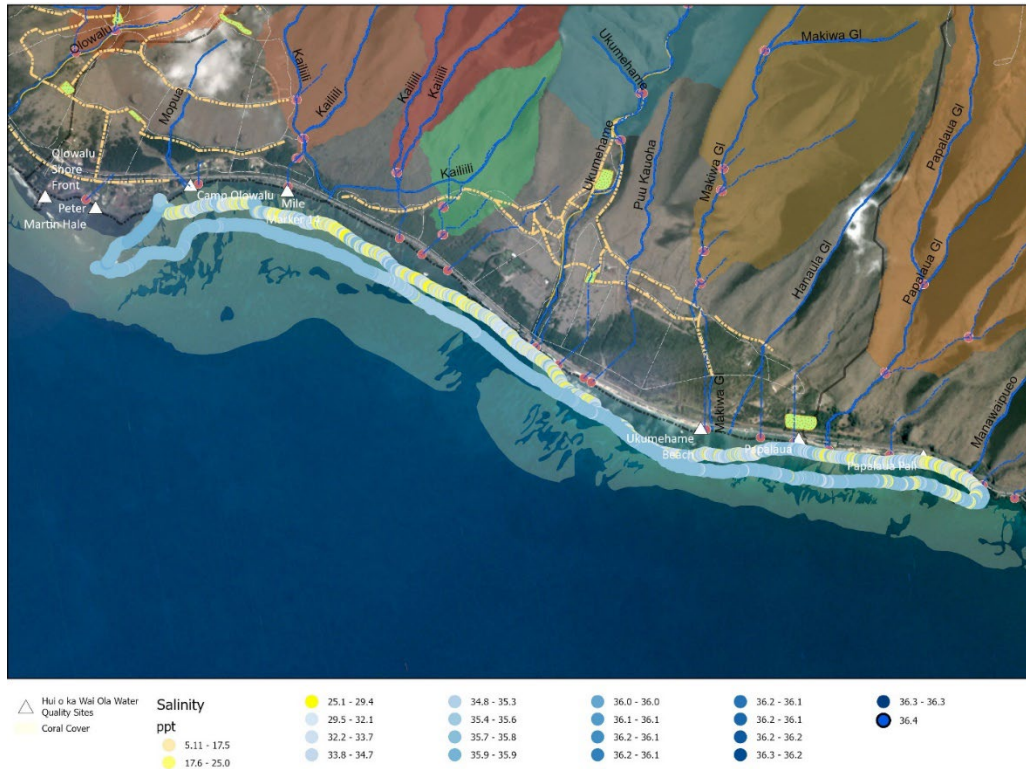 Olowalu
Mopua
Kailiili
Kailiili
Kailiili
Kailiili
Kailiili
Ukumehame
Ukumehame
Puu Kauoha
Makiwa Gl
Makiwa Gl
Makiwa Gl
Hanaula Gl
Papalaua Gl
Papalaua Gl
Manawaipueo
Olowalu
Shore
Front
Peter
Martin Hale
Camp Olowalu
Mile
Marker 14
Ukumehame
Beach
Papalaua
Papalaua Pali
Hui o ka Wai Ola Water
Quality Sites
Coral Cover
Salinity
ppt
5.11 - 17.5
17.6 - 25.0
25.1 - 29.4
29.5 - 32.1
32.2 - 33.7
33.8 - 34.7
34.8 - 35.3
35.4 - 35.6
35.7 - 35.8
35.9 - 35.9
36.0 - 36.0
36.1 - 36.1
36.2 - 36.1
36.2 - 36.1
36.2 - 36.1
36.2 - 36.1
36.2 - 36.2
36.3 - 36.2
36.3 - 36.3
36.4